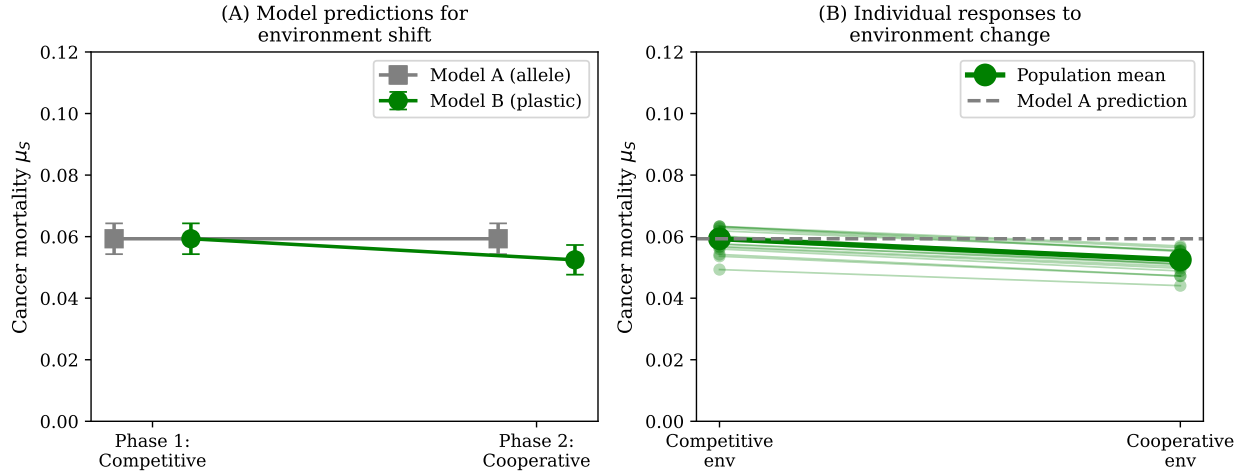 (A) Model predictions for
environment shift
Cancer mortality μS
0.12
0.10
0.08
0.06
0.04
0.02
0.00
Model A (allele)
Model B (plastic)
Phase 1:
Competitive
Phase 2:
Cooperative
(B) Individual responses to
environment change
Cancer mortality μS
0.12
0.10
0.08
0.06
0.04
0.02
0.00
Population mean
Model A prediction
Competitive
env
Cooperative
env